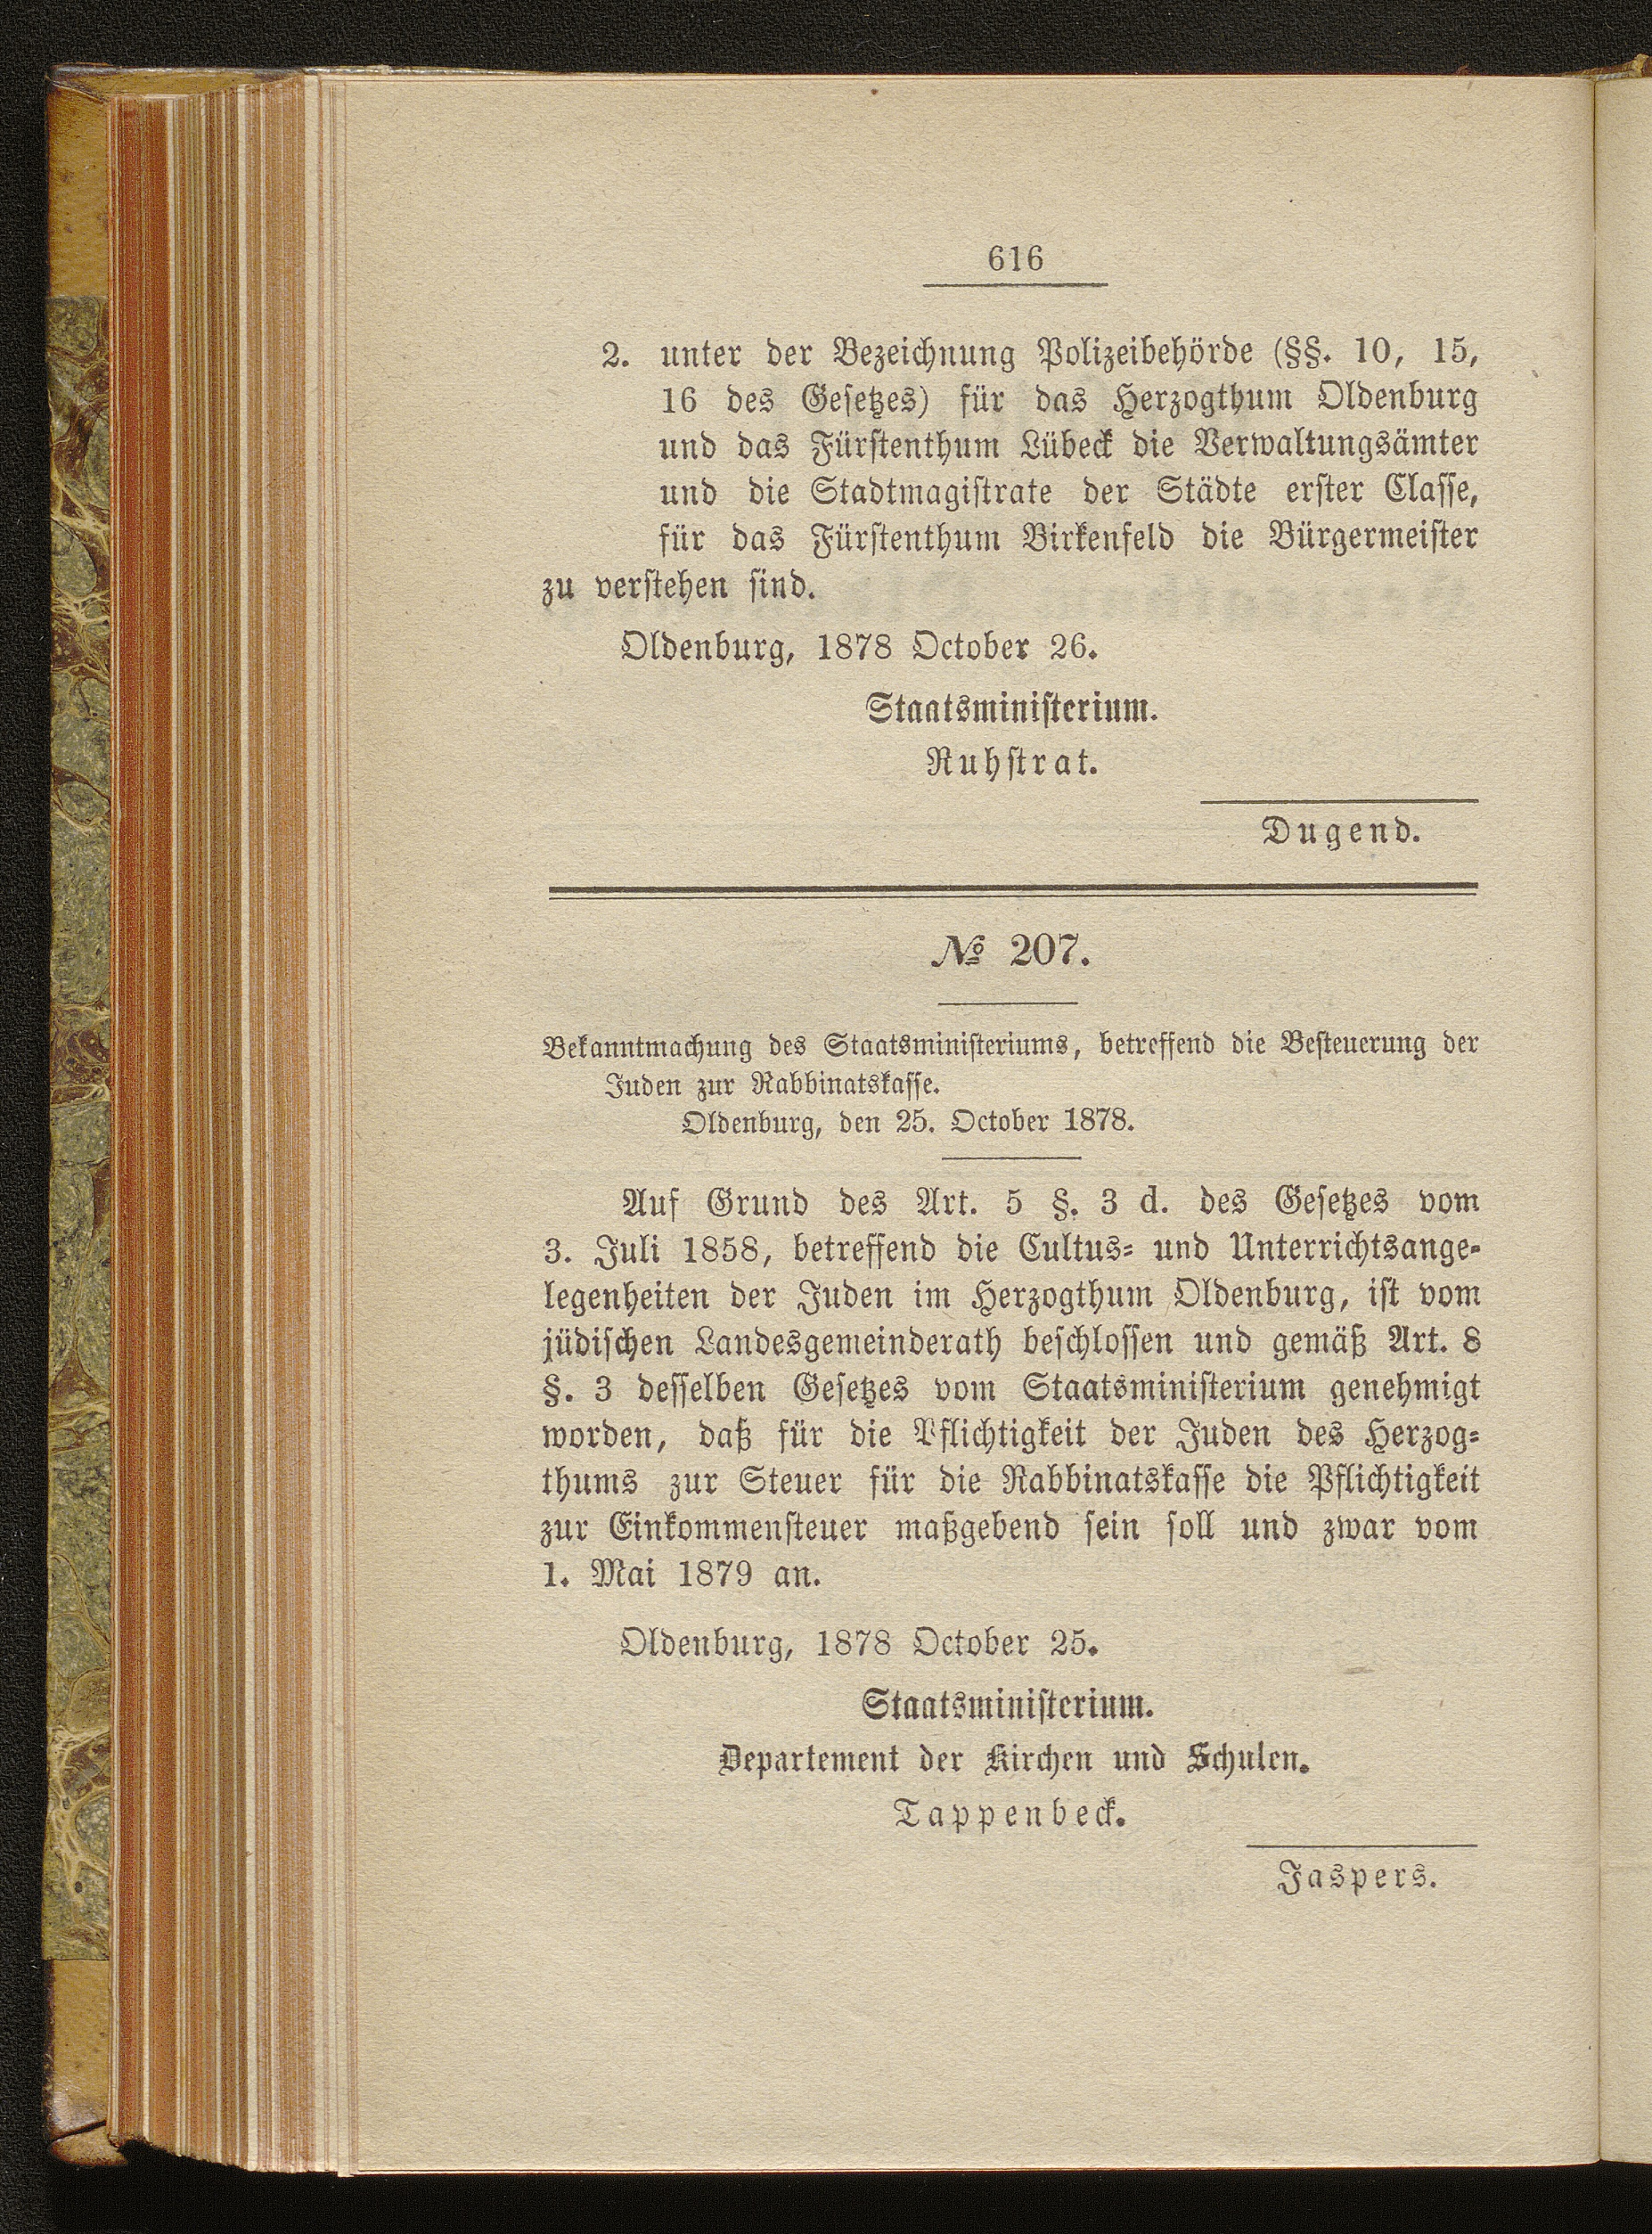 616
2. unter der Bezeichnung Polizeibehörde (§§. 10, 15,
16 des Geſetzes) für das Herzogthum Oldenburg
und das Fürſtenthum Lübeck die Verwaltungsämter
und die Stadtmagiſtrate der Städte erſter Claſſe,
für das Fürſtenthum Birkenfeld die Bürgermeiſter
zu verſtehen ſind.
Oldenburg, 1878 October 26.
Staatsminiſterium.
Ruhſtrat.
Dugend.
№ 207.
Bekanntmachung des Staatsminiſteriums, betreffend die Beſteuerung der
Juden zur Rabbinatskaſſe.
Oldenburg, den 25. October 1878.
Auf Grund des Art. 5 §. 3 d. des Geſetzes vom
3. Juli 1858, betreffend die Cultus- und Unterrichtsange-
legenheiten der Juden im Herzogthum Oldenburg, iſt vom
jüdiſchen Landesgemeinderath beſchloſſen und gemäß Art. 8
§. 3 deſſelben Geſetzes vom Staatsminiſterium genehmigt
worden, daß für die Pflichtigkeit der Juden des Herzog-
thums zur Steuer für die Rabbinatskaſſe die Pflichtigkeit
zur Einkommenſteuer maßgebend ſein ſoll und zwar vom
1. Mai 1879 an.
Oldenburg, 1878 October 25.
Staatsminiſterium.
Departement der Kirchen und Schulen.
Tappenbeck.
Jaspers.